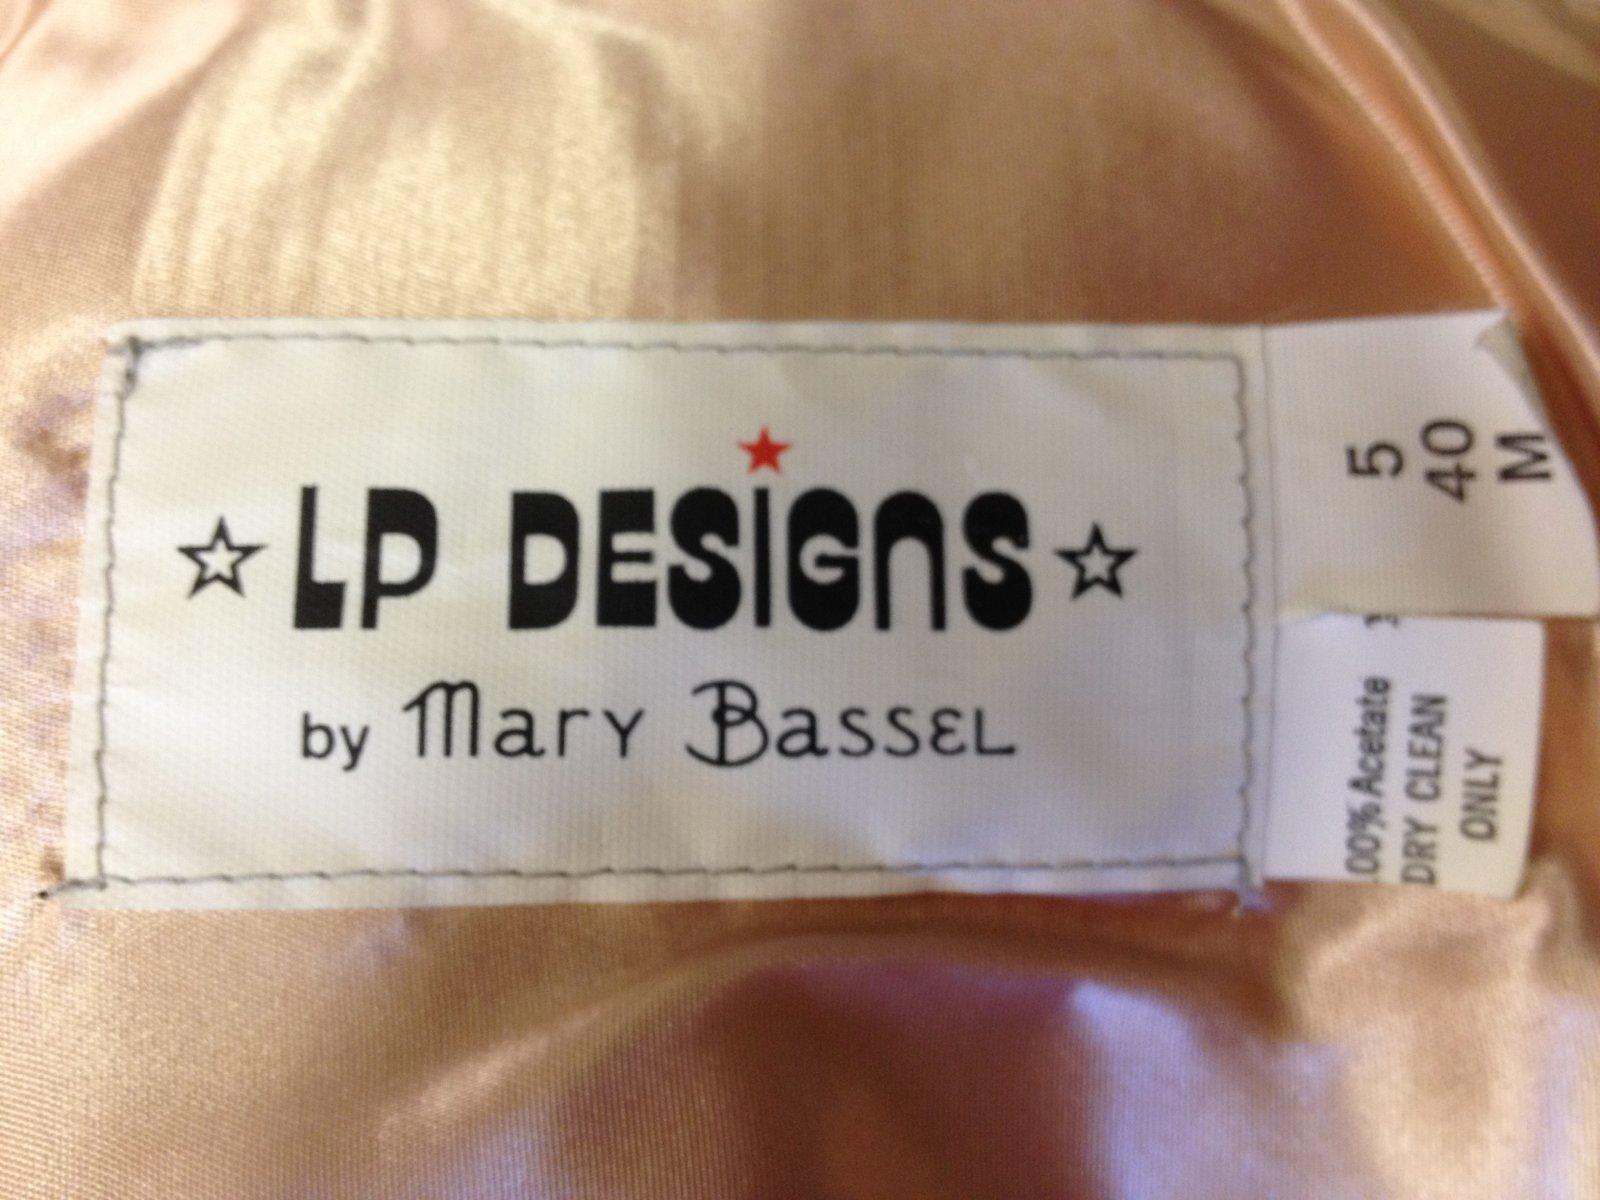 LP DESiGnS
by Mary BassEL
5
40
M
00% Acetate
DRY CLEAN
ONLY